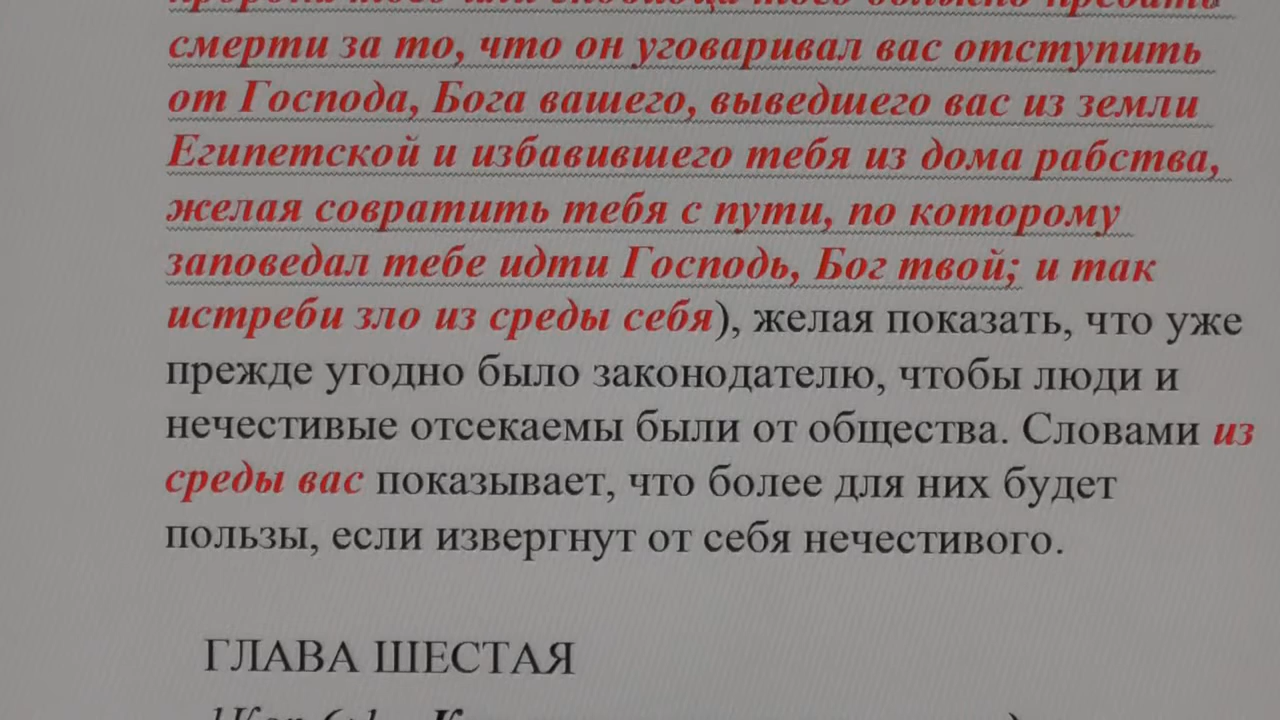 смерти за то, что он уговаривал вас отступить
от Господа, Бога вашего, выведшего вас из земли
Египетской и избавившего тебя из дома рабства,
желая совратить тебя с пути, по которому
заповедал тебе идти Господь, Бог твой; и так
истреби зло из среды себя), желая показать, что уже
прежде угодно было законодателю, чтобы люди и
нечестивые отсекаемы были от общества. Словами из
среды вас показывает, что более для них будет
пользы, если извергнут от себя нечестивого.
ГЛАВА ШЕСТАЯ